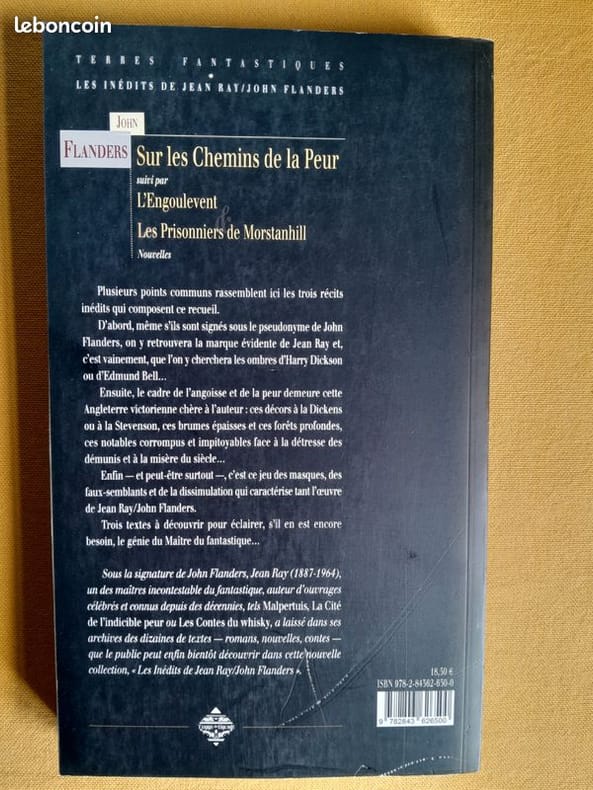 leboncoin
TERRES FANTASTIQUES
LES INÉDITS DE JEAN RAY/JOHN FLANDERS
JOHN
FLANDERS
Sur les Chemins de la Peur
suivi par
L'Engoulevent
&
Les Prisonniers de Morstanhill
Nouvelles
Plusieurs points communs rassemblent ici les trois récits
inédits qui composent ce recueil.
D'abord, même s'ils sont signés sous le pseudonyme de John
Flanders, on y retrouvera la marque évidente de Jean Ray et,
c'est vainement, que l'on y cherchera les ombres d'Harry Dickson
ou d'Edmund Bell...
Ensuite, le cadre de l'angoisse et de la peur demeure cette
Angleterre victorienne chère à l'auteur : ces décors à la Dickens
ou à la Stevenson, ces brumes épaisses et ces forêts profondes,
ces notables corrompus et impitoyables face à la détresse des
démunis et à la misère du siècle...
Enfin — et peut-être surtout —, c'est ce jeu des masques, des
faux-semblants et de la dissimulation qui caractérise tant l'œuvre
de Jean Ray/John Flanders.
Trois textes à découvrir pour éclairer, s'il en est encore
besoin, le génie du Maître du fantastique...
Sous la signature de John Flanders, Jean Ray (1887-1964),
un des maîtres incontestable du fantastique, auteur d'ouvrages
célébrés et connus depuis des décennies, tels Malpertuis, La Cité
de l'indicible peur ou Les Contes du whisky, a laissé dans ses
archives des dizaines de textes — romans, nouvelles, contes —
que le public peut enfin bientôt découvrir dans cette nouvelle
collection, « Les Inédits de Jean Ray/John Flanders ».
18,50 €
ISBN 978-2-84362-650-0
9 782843 626500